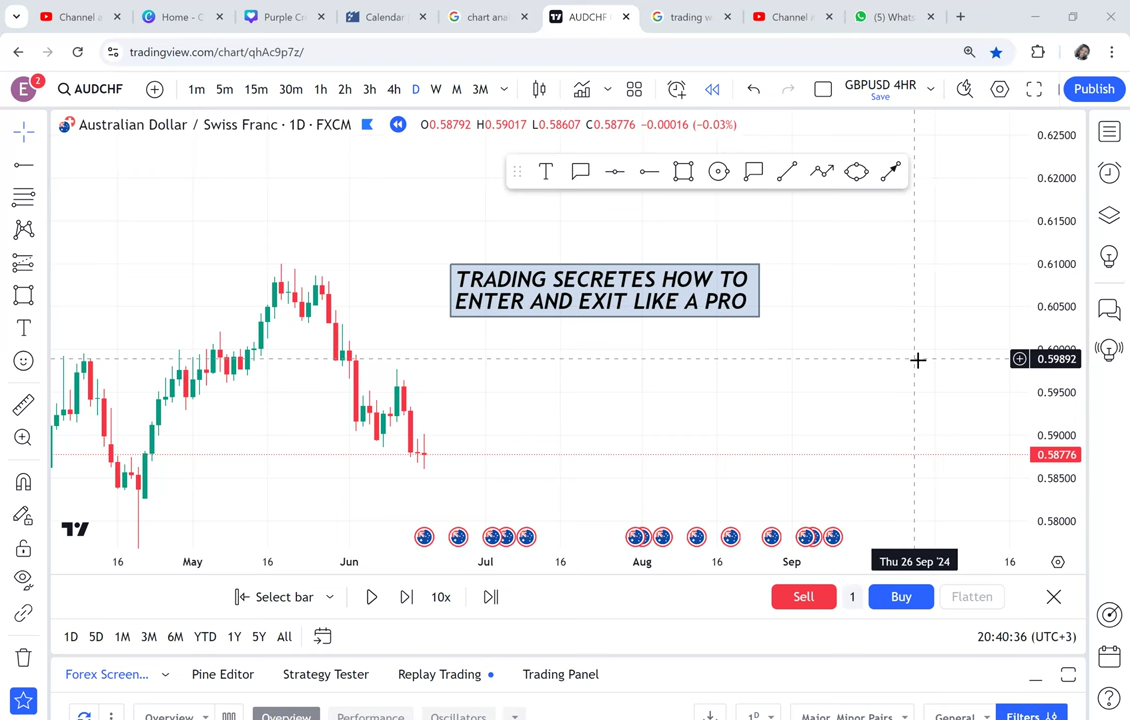 Channel a
Home - C
Purple Cr
Calendar
chart anal
AUDCHF
trading w
Channel A
(5) Whats
tradingview.com/chart/qhAc9p7z/
E
2
AUDCHF
1m 5m 15m 30m 1h 2h 3h 4h D W M 3M
GBPUSD 4HR
Save
Publish
Australian Dollar / Swiss Franc · 1D · FXCM
O0.58792 H0.59017 L0.58607 C0.58776 −0.00016 (−0.03%)
T
TRADING SECRETES HOW TO
ENTER AND EXIT LIKE A PRO
0.62500
0.62000
0.61500
0.61000
0.60500
0.60000
0.59892
0.59500
0.59000
0.58776
0.58500
0.58000
16 May 16 Jun Jul 16 Aug 16 Sep Thu 26 Sep '24 16
Select bar 10x Sell 1 Buy Flatten
1D 5D 1M 3M 6M YTD 1Y 5Y All
20:40:36 (UTC+3)
Forex Screen... Pine Editor Strategy Tester Replay Trading Trading Panel
Overview Overview Performance Oscillators 1D Major, Minor Pairs General Filters